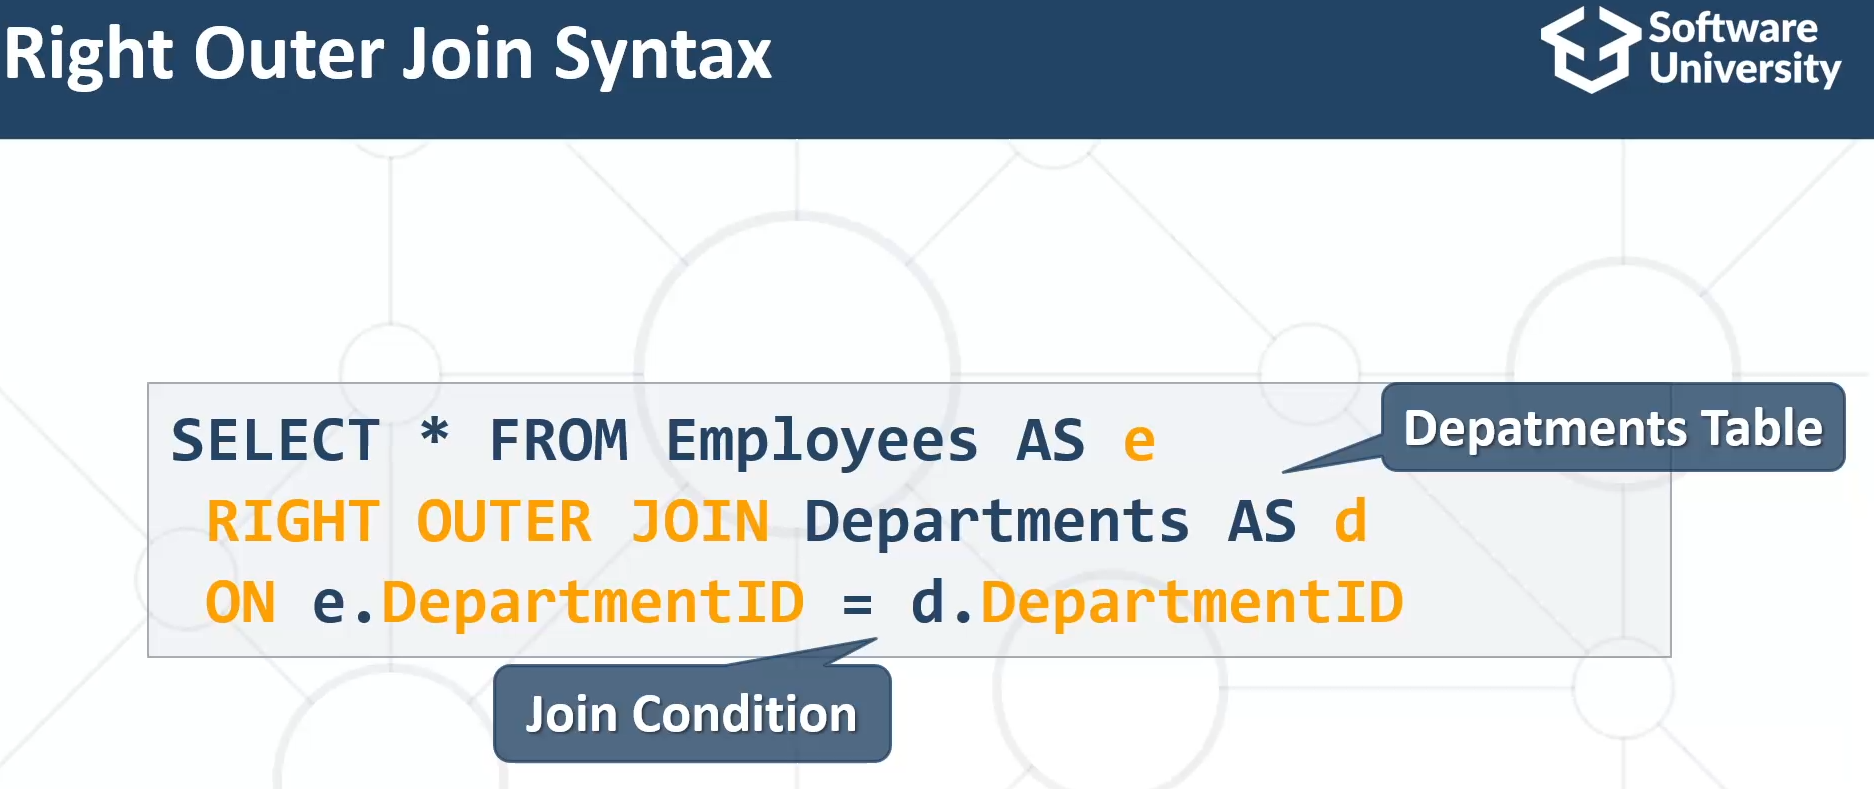 Right Outer Join Syntax
Software
University
SELECT * FROM Employees AS e
RIGHT OUTER JOIN Departments AS d
ON e.DepartmentID = d.DepartmentID
Depatments Table
Join Condition